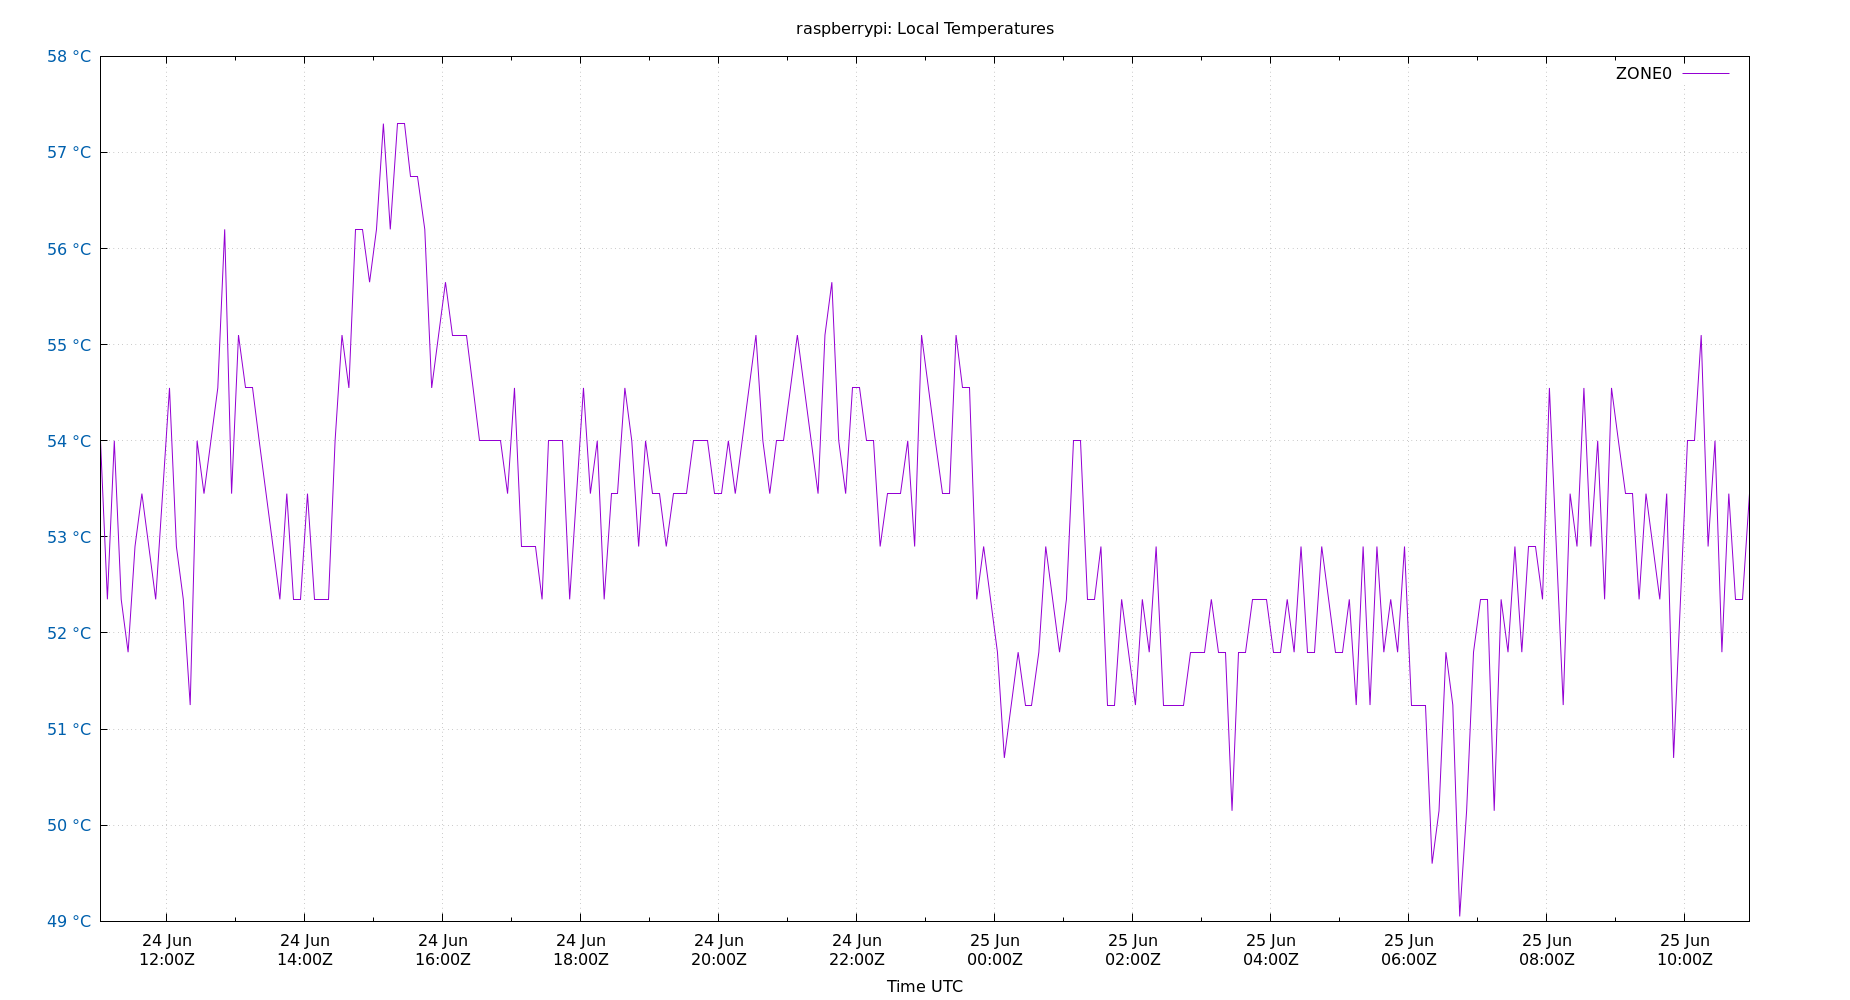 raspberrypi: Local Temperatures
58 °C
57 °C
56 °C
55 °C
54 °C
53 °C
52 °C
51 °C
50 °C
49 °C
ZONE0
24 Jun 12:00Z
24 Jun 14:00Z
24 Jun 16:00Z
24 Jun 18:00Z
24 Jun 20:00Z
24 Jun 22:00Z
25 Jun 00:00Z
25 Jun 02:00Z
25 Jun 04:00Z
25 Jun 06:00Z
25 Jun 08:00Z
25 Jun 10:00Z
Time UTC